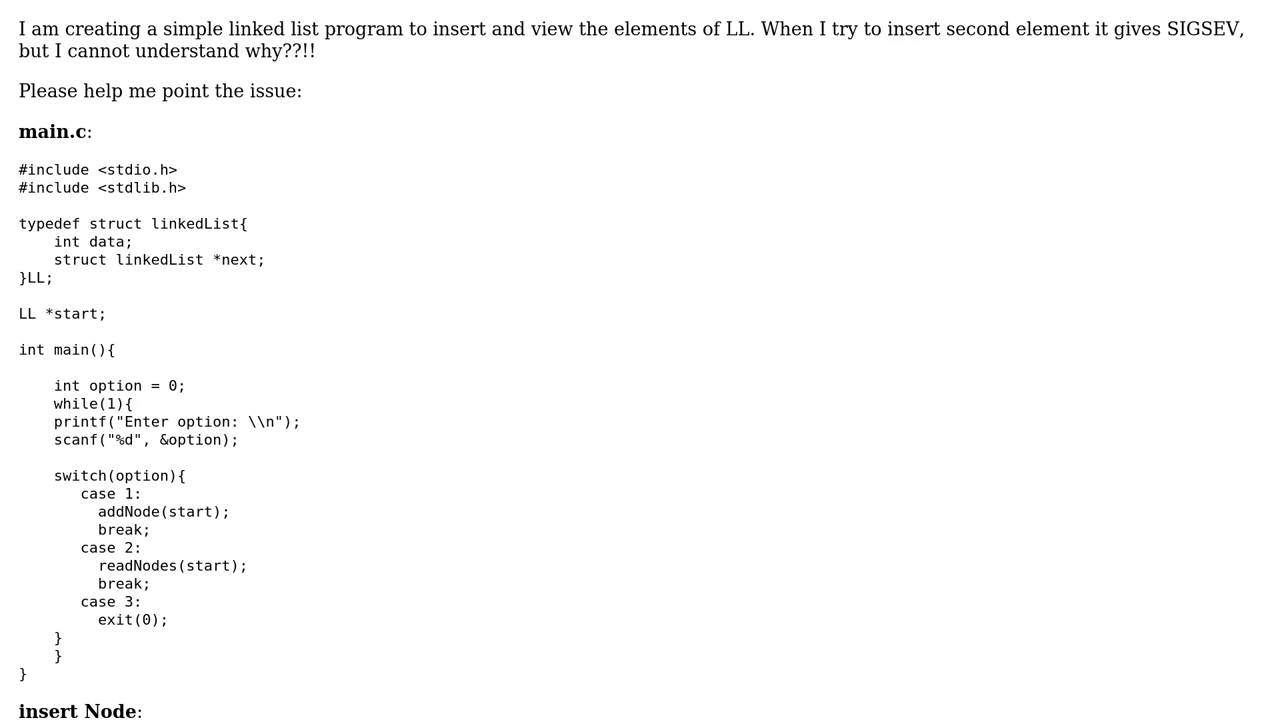 I am creating a simple linked list program to insert and view the elements of LL. When I try to insert second element it gives SIGSEV,
but I cannot understand why??!!
Please help me point the issue:
main.c:
#include <stdio.h>
#include <stdlib.h>
typedef struct linkedList{
    int data;
    struct linkedList *next;
}LL;
LL *start;
int main(){
    int option = 0;
    while(1){
    printf("Enter option: \\n");
    scanf("%d", &option);
    switch(option){
       case 1:
         addNode(start);
         break;
       case 2:
         readNodes(start);
         break;
       case 3:
         exit(0);
    }
    }
}
insert Node: